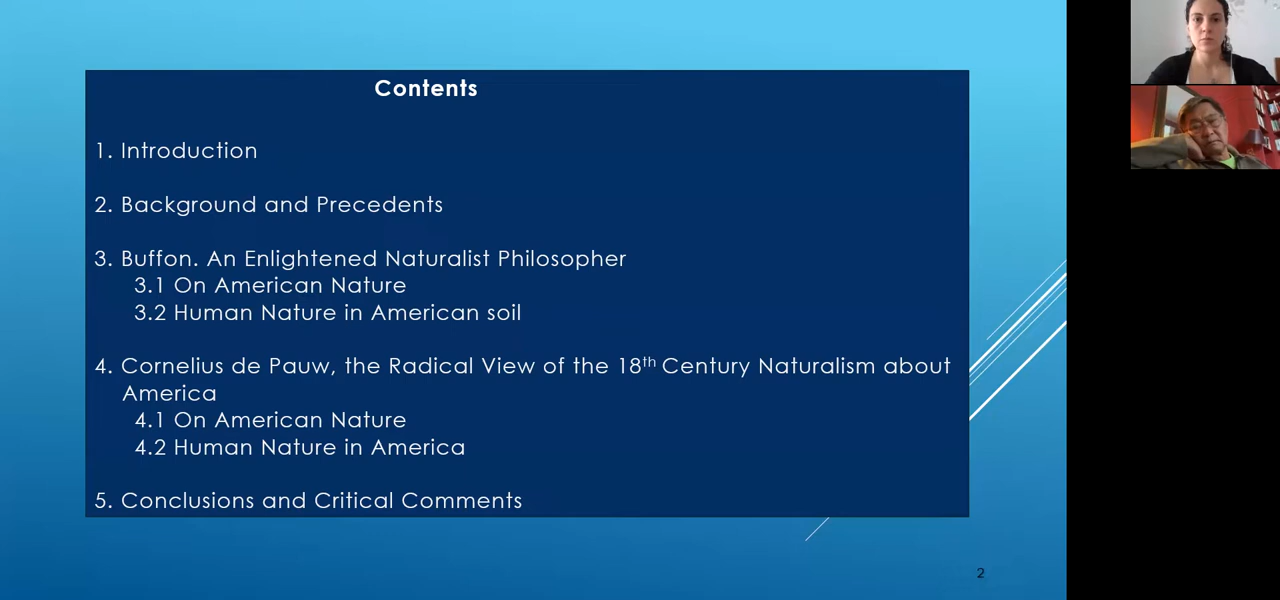 Contents
1. Introduction
2. Background and Precedents
3. Buffon. An Enlightened Naturalist Philosopher
3.1 On American Nature
3.2 Human Nature in American soil
4. Cornelius de Pauw, the Radical View of the 18th Century Naturalism about
America
4.1 On American Nature
4.2 Human Nature in America
5. Conclusions and Critical Comments
2